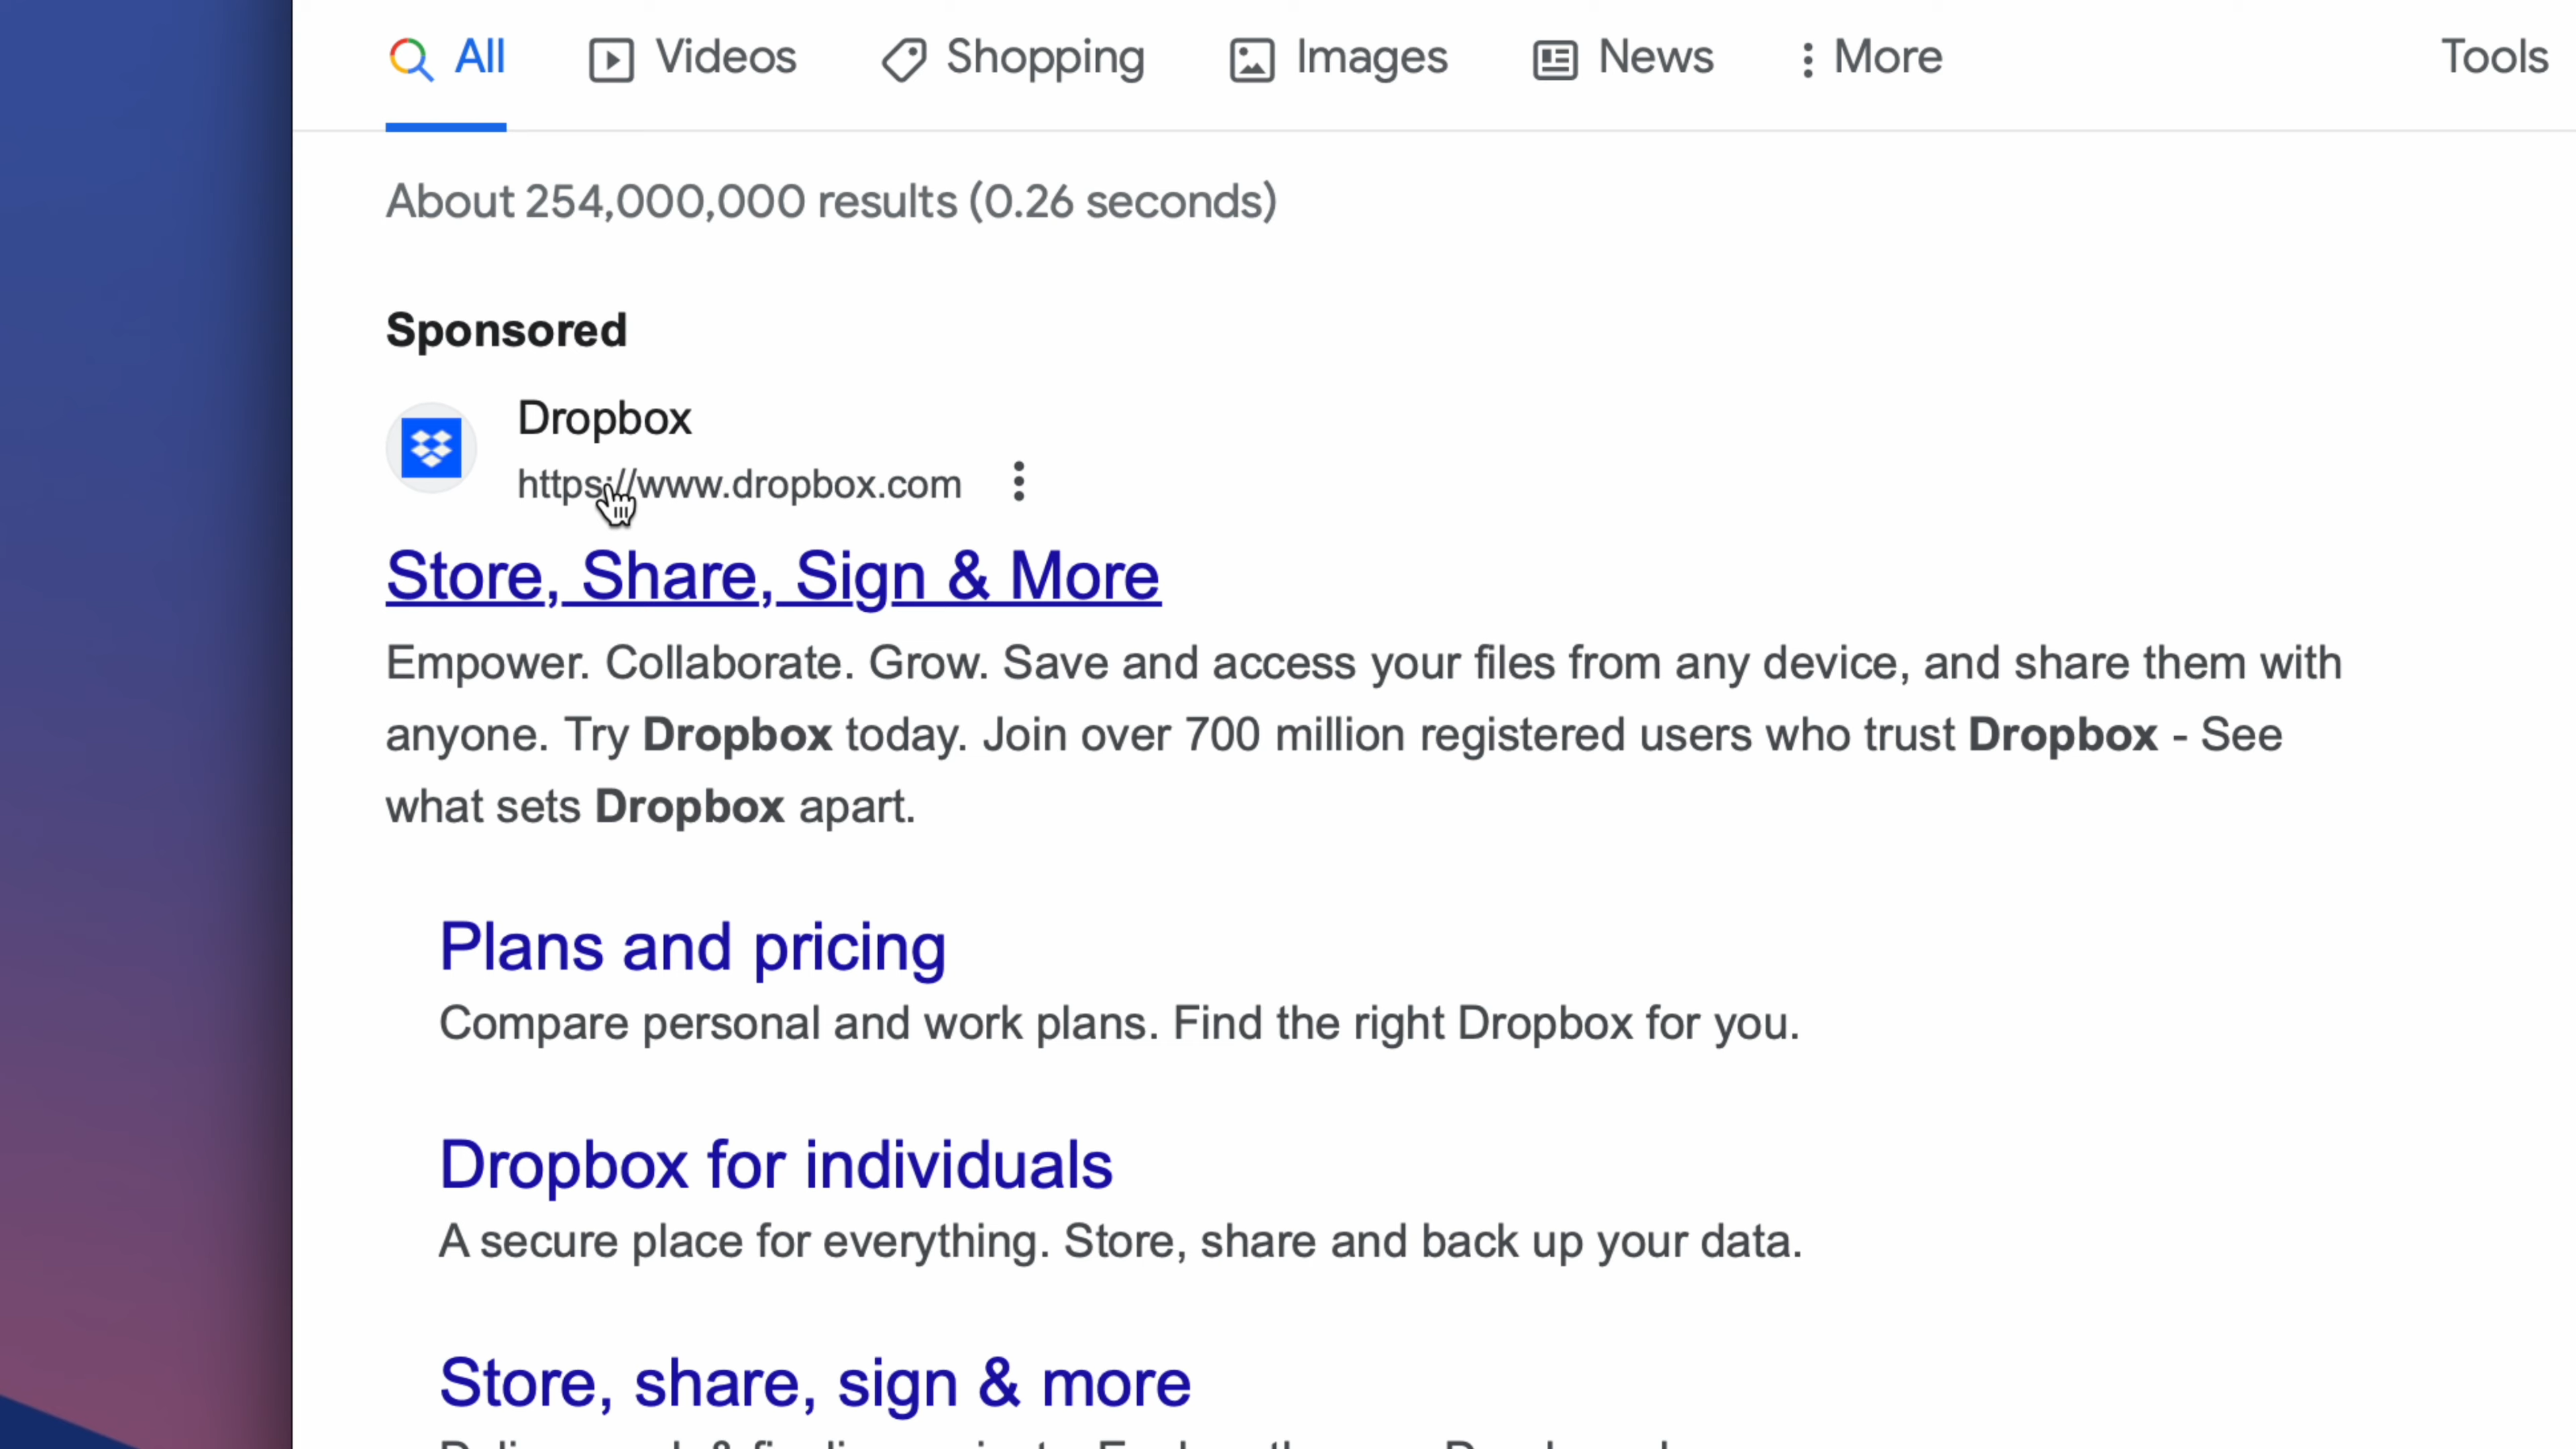 All Videos Shopping Images News More Tools
About 254,000,000 results (0.26 seconds)
Sponsored
Dropbox
https://www.dropbox.com
Store, Share, Sign & More
Empower. Collaborate. Grow. Save and access your files from any device, and share them with
anyone. Try Dropbox today. Join over 700 million registered users who trust Dropbox - See
what sets Dropbox apart.
Plans and pricing
Compare personal and work plans. Find the right Dropbox for you.
Dropbox for individuals
A secure place for everything. Store, share and back up your data.
Store, share, sign & more